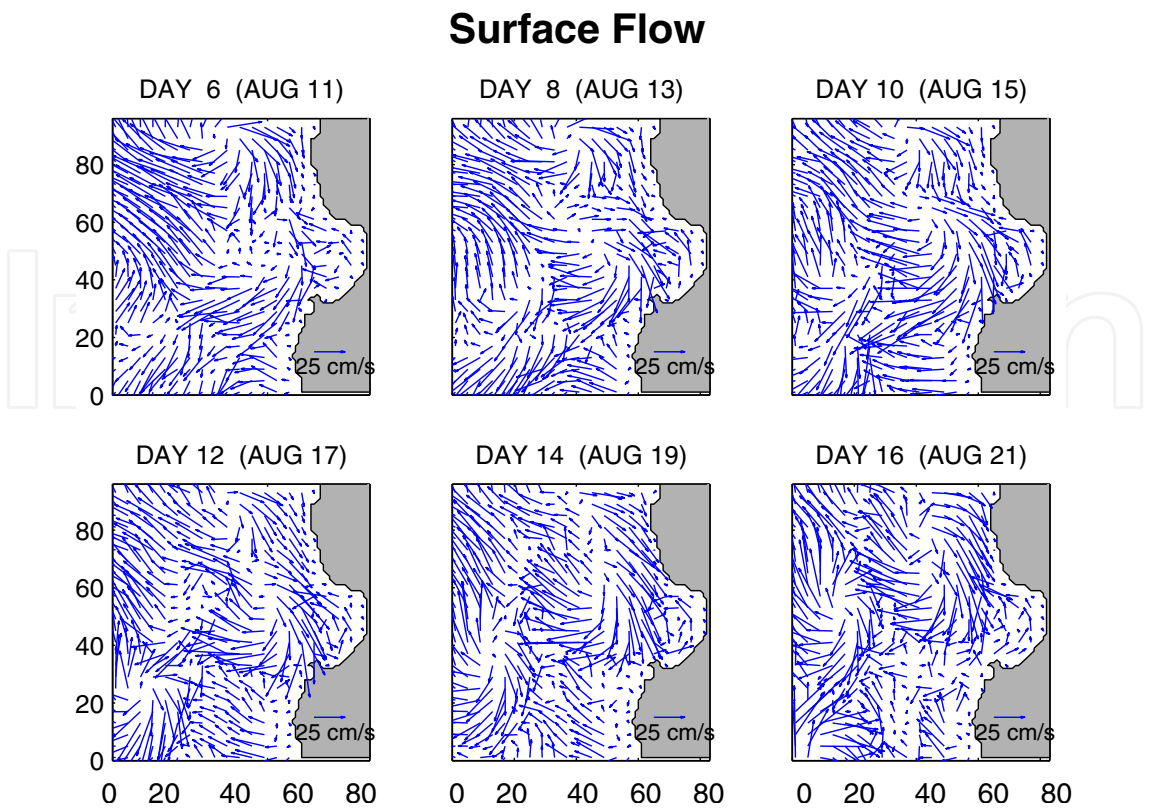 Surface Flow
DAY 6 (AUG 11)
DAY 8 (AUG 13)
DAY 10 (AUG 15)
80
60
40
20
0
25 cm/s
25 cm/s
25 cm/s
DAY 12 (AUG 17)
DAY 14 (AUG 19)
DAY 16 (AUG 21)
80
60
40
20
0
25 cm/s
25 cm/s
25 cm/s
0 20 40 60 80
0 20 40 60 80
0 20 40 60 80